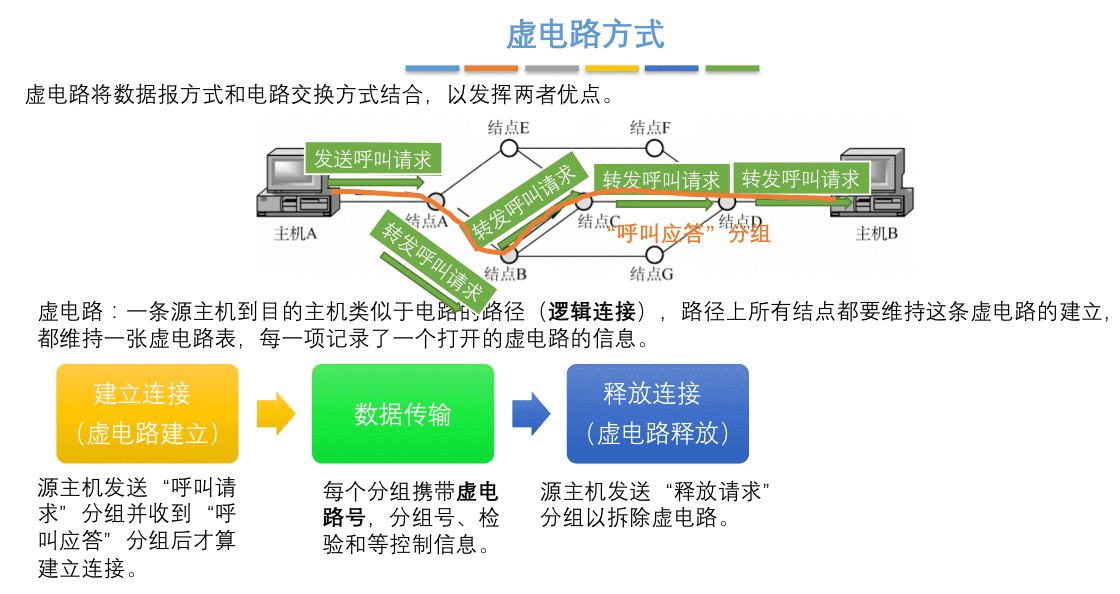 虚电路方式
虚电路将数据报方式和电路交换方式结合，以发挥两者优点。
结点E
结点F
发送呼叫请求
转发呼叫请求
转发呼叫请求
转发呼叫请求
结点A
结点C
结点D
主机A
“呼叫应答”分组
主机B
转发呼叫请求
结点B
结点G
虚电路：一条源主机到目的主机类似于电路的路径（逻辑连接），路径上所有结点都要维持这条虚电路的建立，
都维持一张虚电路表，每一项记录了一个打开的虚电路的信息。
建立连接
（虚电路建立）
数据传输
释放连接
（虚电路释放）
源主机发送“呼叫请
求”分组并收到“呼
叫应答”分组后才算
建立连接。
每个分组携带虚电
路号，分组号、检
验和等控制信息。
源主机发送“释放请求”
分组以拆除虚电路。